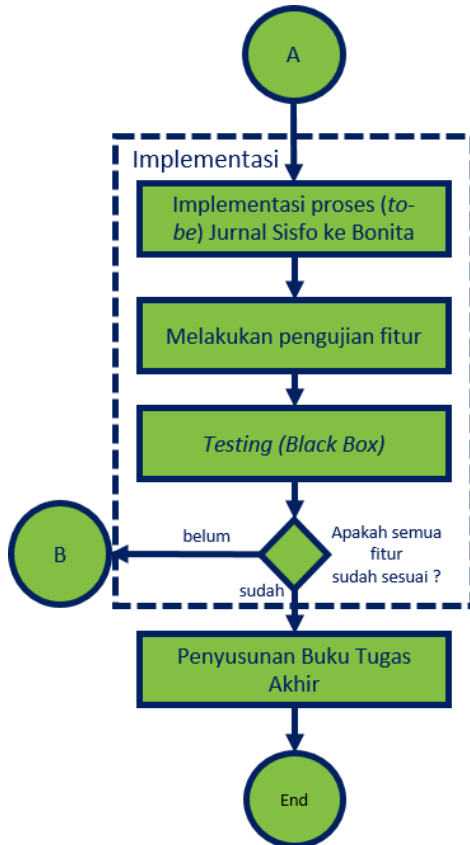 A
Implementasi
Implementasi proses (to-
be) Jurnal Sisfo ke Bonita
Melakukan pengujian fitur
Testing (Black Box)
belum
Apakah semua
fitur
sudah sesuai ?
B
sudah
Penyusunan Buku Tugas
Akhir
End